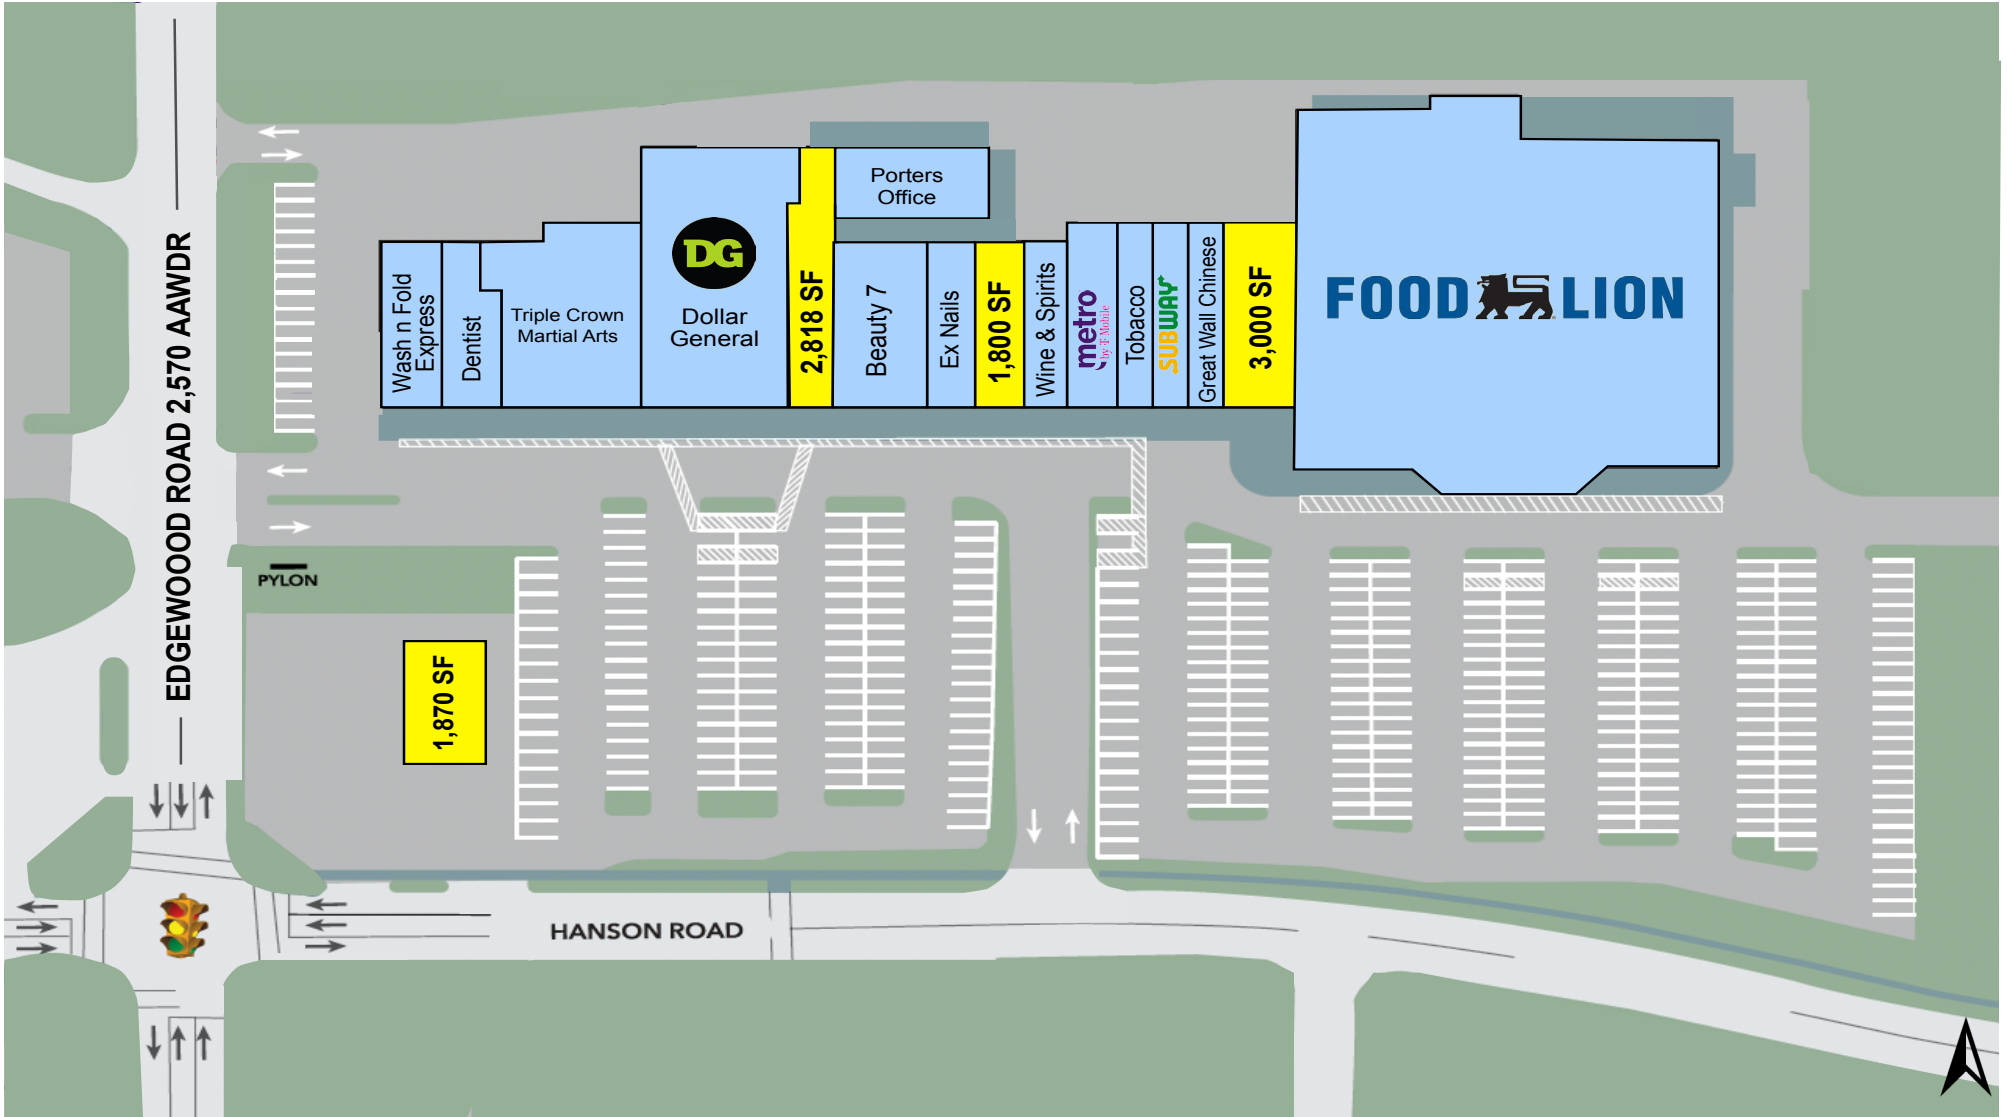 EDGEWOOOD ROAD 2,570 AAWDR
Wash n Fold
Express
Dentist
Triple Crown
Martial Arts
DG
Dollar
General
2,818 SF
Porters
Office
Beauty 7
Ex Nails
1,800 SF
Wine & Spirits
metro
by T-Mobile
Tobacco
SUBWAY
Great Wall Chinese
3,000 SF
FOOD LION
PYLON
1,870 SF
HANSON ROAD